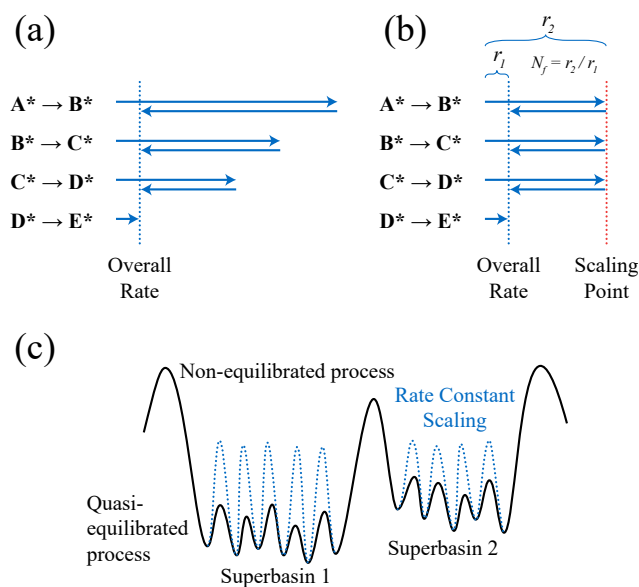 (a)
A* → B*
B* → C*
C* → D*
D* → E*
Overall
Rate
(b)
r₂
r₁
N_f = r₂ / r₁
A* → B*
B* → C*
C* → D*
D* → E*
Overall
Rate
Scaling
Point
(c)
Non-equilibrated process
Rate Constant
Scaling
Quasi-
equilibrated
process
Superbasin 1
Superbasin 2